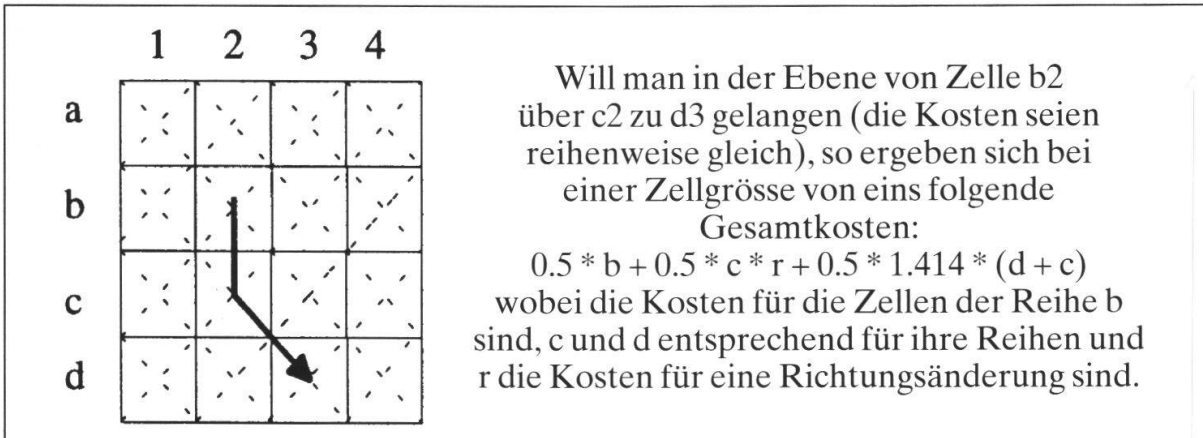 1 2 3 4
a
b
c
d
Will man in der Ebene von Zelle b2
über c2 zu d3 gelangen (die Kosten seien
reihenweise gleich), so ergeben sich bei
einer Zellgrösse von eins folgende
Gesamtkosten:
0.5 * b + 0.5 * c * r + 0.5 * 1.414 * (d + c)
wobei die Kosten für die Zellen der Reihe b
sind, c und d entsprechend für ihre Reihen und
r die Kosten für eine Richtungsänderung sind.